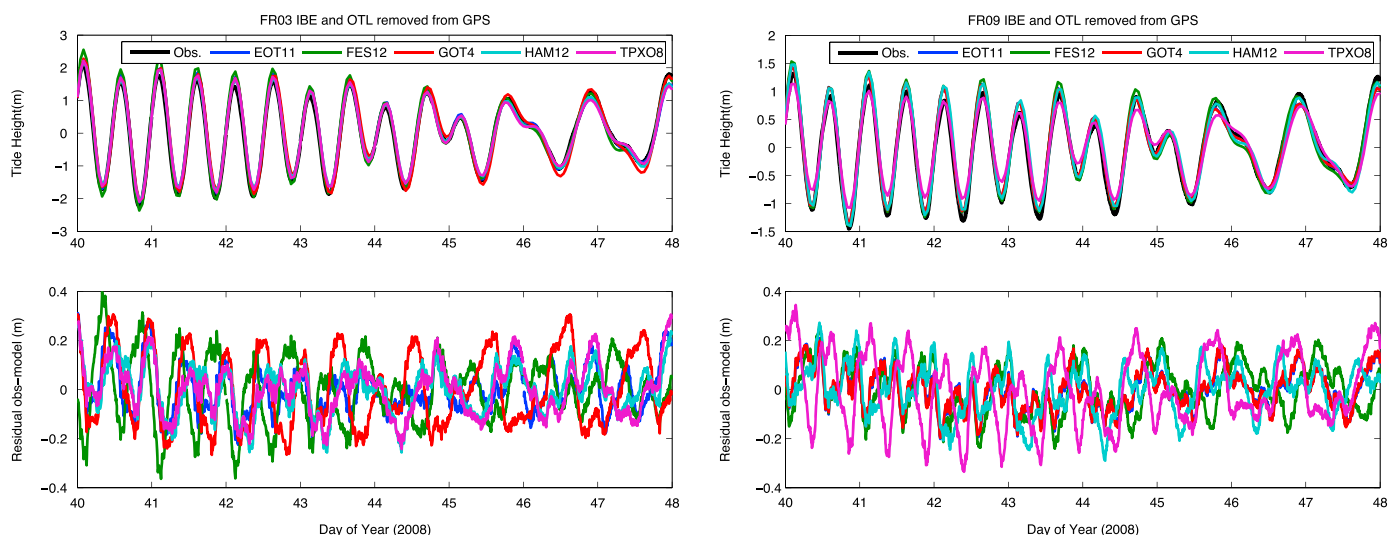 FR03 IBE and OTL removed from GPS
Tide Height(m)
3
2
1
0
−1
−2
−3
Obs. EOT11 FES12 GOT4 HAM12 TPXO8
40 41 42 43 44 45 46 47 48
Residual obs−model (m)
0.4
0.2
0
−0.2
−0.4
40 41 42 43 44 45 46 47 48
Day of Year (2008)
FR09 IBE and OTL removed from GPS
Tide Height(m)
2
1.5
1
0.5
0
−0.5
−1
−1.5
Obs. EOT11 FES12 GOT4 HAM12 TPXO8
40 41 42 43 44 45 46 47 48
Residual obs−model (m)
0.4
0.2
0
−0.2
−0.4
40 41 42 43 44 45 46 47 48
Day of Year (2008)